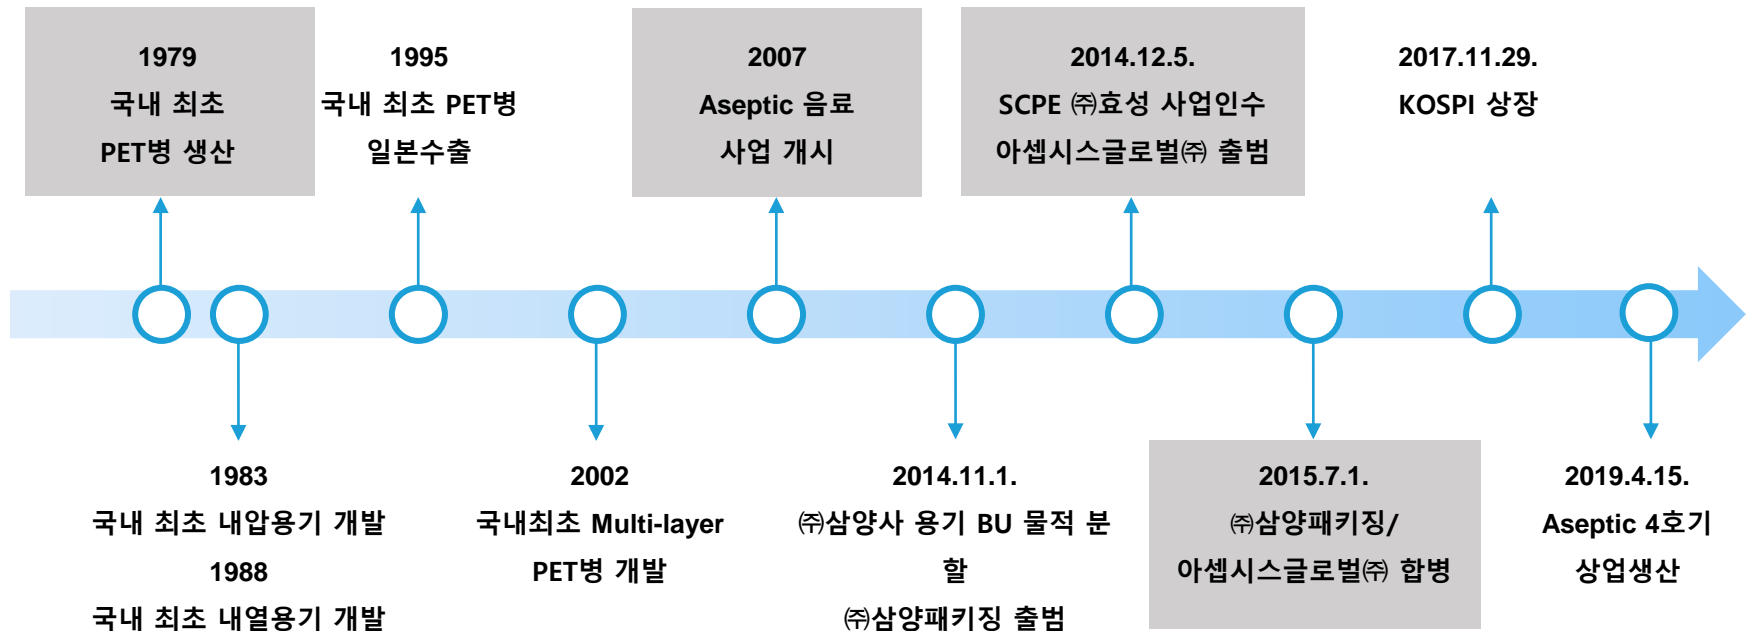 1979
국내 최초
PET병 생산
1995
국내 최초 PET병
일본수출
2007
Aseptic 음료
사업 개시
2014.12.5.
SCPE ㈜효성 사업인수
아셉시스글로벌㈜ 출범
2017.11.29.
KOSPI 상장
1983
국내 최초 내압용기 개발
1988
국내 최초 내열용기 개발
2002
국내최초 Multi-layer
PET병 개발
2014.11.1.
㈜삼양사 용기 BU 물적 분
할
㈜삼양패키징 출범
2015.7.1.
㈜삼양패키징/
아셉시스글로벌㈜ 합병
2019.4.15.
Aseptic 4호기
상업생산